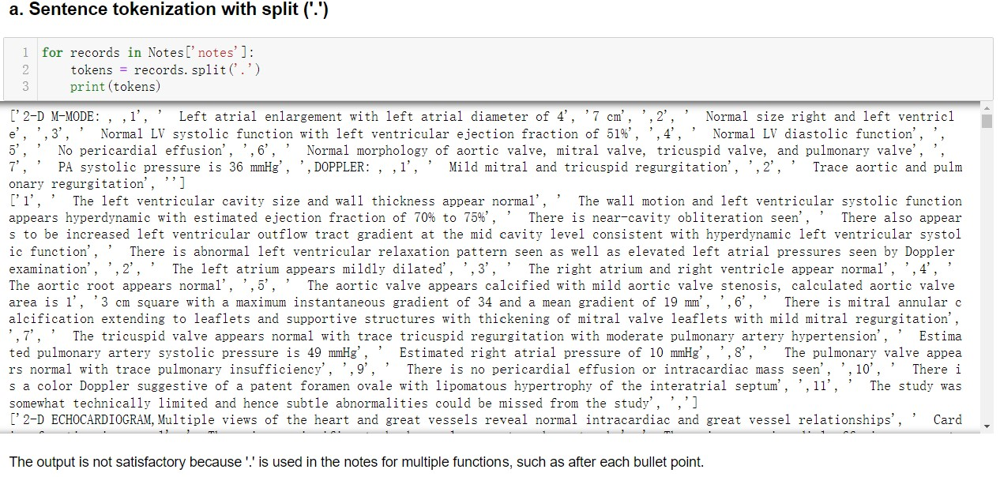 a. Sentence tokenization with split ('.')
1 for records in Notes['notes']:
2 tokens = records.split('.')
3 print(tokens)
['2-D M-MODE: , ,1', '  Left atrial enlargement with left atrial diameter of 4', '7 cm', ',2', '  Normal size right and left ventricl
e', ',3', '  Normal LV systolic function with left ventricular ejection fraction of 51%', ',4', '  Normal LV diastolic function', ',
5', '  No pericardial effusion', ',6', '  Normal morphology of aortic valve, mitral valve, tricuspid valve, and pulmonary valve', ',
7', '  PA systolic pressure is 36 mmHg', ',DOPPLER: , ,1', '  Mild mitral and tricuspid regurgitation', ',2', '  Trace aortic and pulm
onary regurgitation', '']
['1', '  The left ventricular cavity size and wall thickness appear normal', '  The wall motion and left ventricular systolic function
appears hyperdynamic with estimated ejection fraction of 70% to 75%', '  There is near-cavity obliteration seen', '  There also appear
s to be increased left ventricular outflow tract gradient at the mid cavity level consistent with hyperdynamic left ventricular systol
ic function', '  There is abnormal left ventricular relaxation pattern seen as well as elevated left atrial pressures seen by Doppler
examination', ',2', '  The left atrium appears mildly dilated', ',3', '  The right atrium and right ventricle appear normal', ',4', '
The aortic root appears normal', ',5', '  The aortic valve appears calcified with mild aortic valve stenosis, calculated aortic valve
area is 1', '3 cm square with a maximum instantaneous gradient of 34 and a mean gradient of 19 mm', ',6', '  There is mitral annular c
alcification extending to leaflets and supportive structures with thickening of mitral valve leaflets with mild mitral regurgitation',
',7', '  The tricuspid valve appears normal with trace tricuspid regurgitation with moderate pulmonary artery hypertension', '  Estima
ted pulmonary artery systolic pressure is 49 mmHg', '  Estimated right atrial pressure of 10 mmHg', ',8', '  The pulmonary valve appea
rs normal with trace pulmonary insufficiency', ',9', '  There is no pericardial effusion or intracardiac mass seen', ',10', '  There i
s a color Doppler suggestive of a patent foramen ovale with lipomatous hypertrophy of the interatrial septum', ',11', '  The study was
somewhat technically limited and hence subtle abnormalities could be missed from the study', ',']
['2-D ECHOCARDIOGRAM,Multiple views of the heart and great vessels reveal normal intracardiac and great vessel relationships', '  Card
The output is not satisfactory because '.' is used in the notes for multiple functions, such as after each bullet point.